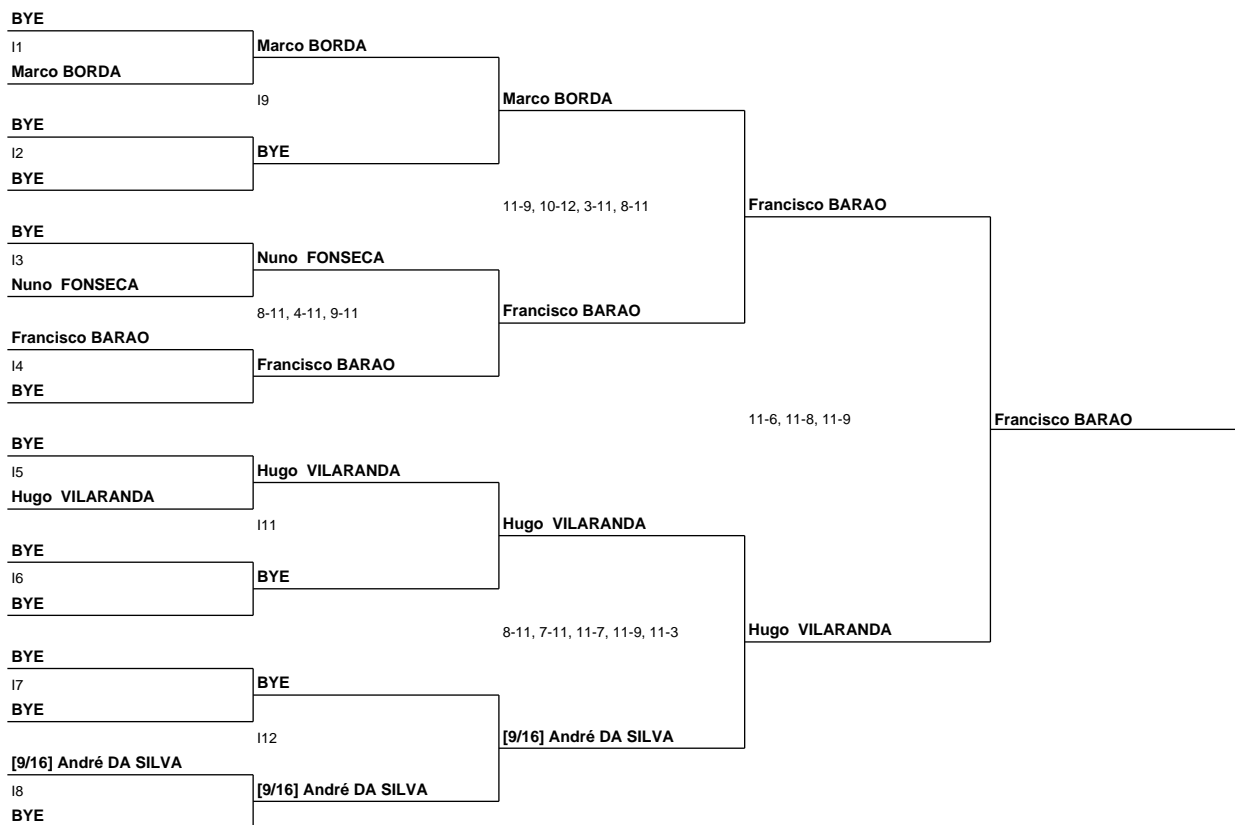 BYE
I1
Marco BORDA
Marco BORDA
I9
Marco BORDA
BYE
I2
BYE
BYE
11-9, 10-12, 3-11, 8-11
Francisco BARAO
BYE
I3
Nuno  FONSECA
Nuno  FONSECA
8-11, 4-11, 9-11
Francisco BARAO
Francisco BARAO
I4
BYE
Francisco BARAO
11-6, 11-8, 11-9
Francisco BARAO
BYE
I5
Hugo  VILARANDA
Hugo  VILARANDA
I11
Hugo  VILARANDA
BYE
I6
BYE
BYE
8-11, 7-11, 11-7, 11-9, 11-3
Hugo  VILARANDA
BYE
I7
BYE
BYE
I12
[9/16] André DA SILVA
[9/16] André DA SILVA
I8
BYE
[9/16] André DA SILVA